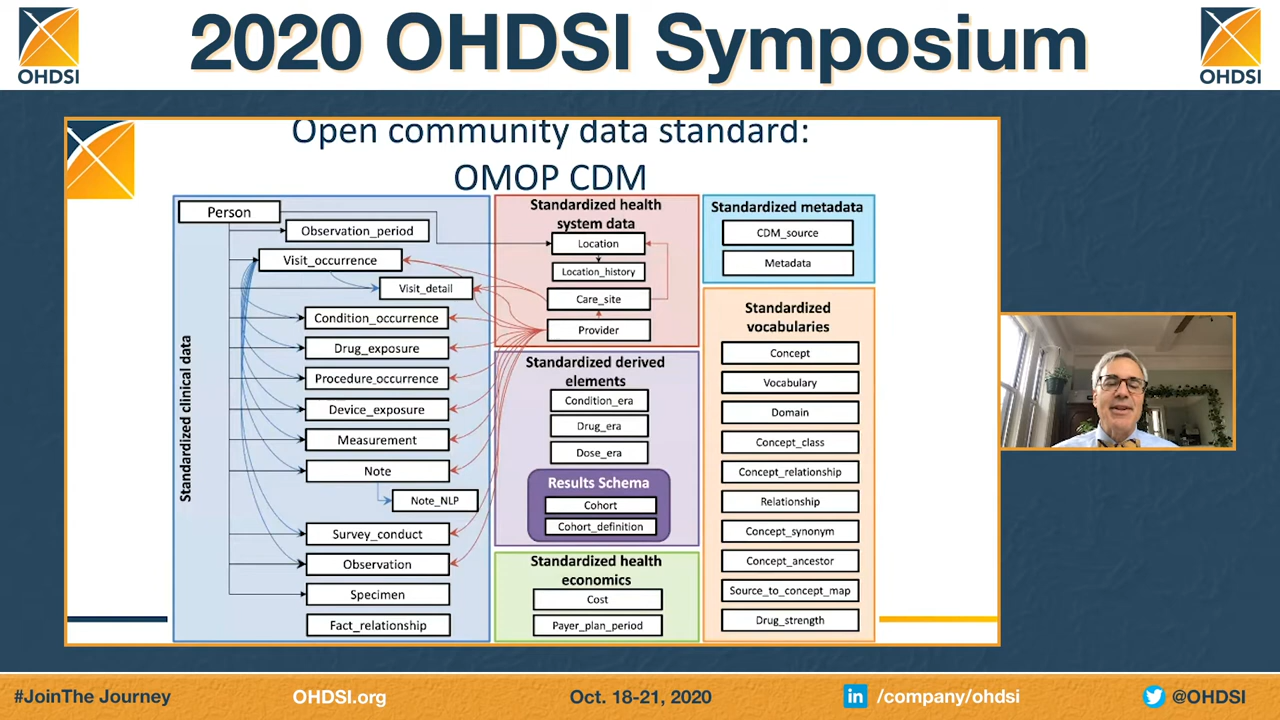 2020 OHDSI Symposium
OHDSI
OHDSI
Open community data standard:
OMOP CDM
Standardized clinical data
Person
Observation_period
Visit_occurrence
Visit_detail
Condition_occurrence
Drug_exposure
Procedure_occurrence
Device_exposure
Measurement
Note
Note_NLP
Survey_conduct
Observation
Specimen
Fact_relationship
Standardized health
system data
Location
Location_history
Care_site
Provider
Standardized derived
elements
Condition_era
Drug_era
Dose_era
Results Schema
Cohort
Cohort_definition
Standardized health
economics
Cost
Payer_plan_period
Standardized metadata
CDM_source
Metadata
Standardized
vocabularies
Concept
Vocabulary
Domain
Concept_class
Concept_relationship
Relationship
Concept_synonym
Concept_ancestor
Source_to_concept_map
Drug_strength
#JoinThe Journey
OHDSI.org
Oct. 18-21, 2020
in /company/ohdsi
@OHDSI